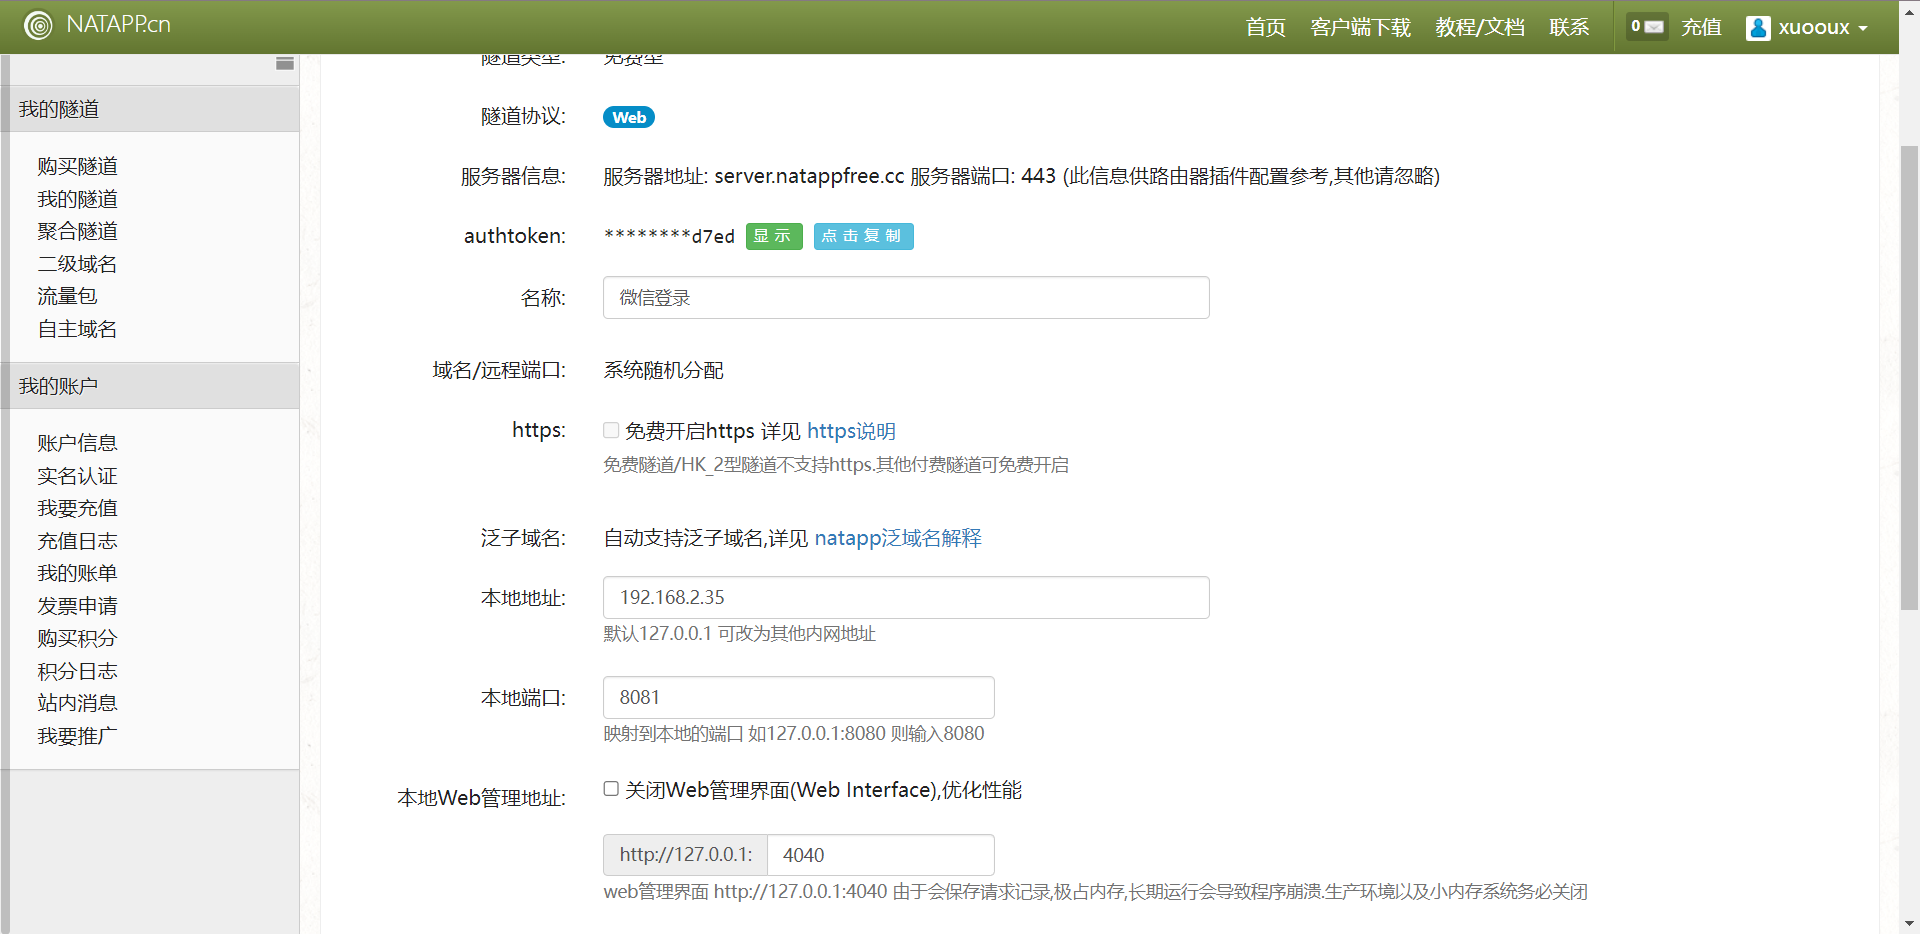 NATAPP.cn
首页 客户端下载 教程/文档 联系 0 充值 xuooux
我的隧道
购买隧道
我的隧道
聚合隧道
二级域名
流量包
自主域名
我的账户
账户信息
实名认证
我要充值
充值日志
我的账单
发票申请
购买积分
积分日志
站内消息
我要推广
隧道类型: 免费型
隧道协议: Web
服务器信息: 服务器地址: server.natappfree.cc 服务器端口: 443 (此信息供路由器插件配置参考,其他请忽略)
authtoken: ********d7ed 显示 点击复制
名称: 微信登录
域名/远程端口: 系统随机分配
https: 免费开启https 详见 https说明
免费隧道/HK_2型隧道不支持https.其他付费隧道可免费开启
泛子域名: 自动支持泛子域名,详见 natapp泛域名解释
本地地址: 192.168.2.35
默认127.0.0.1 可改为其他内网地址
本地端口: 8081
映射到本地的端口 如127.0.0.1:8080 则输入8080
本地Web管理地址: 关闭Web管理界面(Web Interface),优化性能
http://127.0.0.1: 4040
web管理界面 http://127.0.0.1:4040 由于会保存请求记录,极占内存,长期运行会导致程序崩溃.生产环境以及小内存系统务必关闭